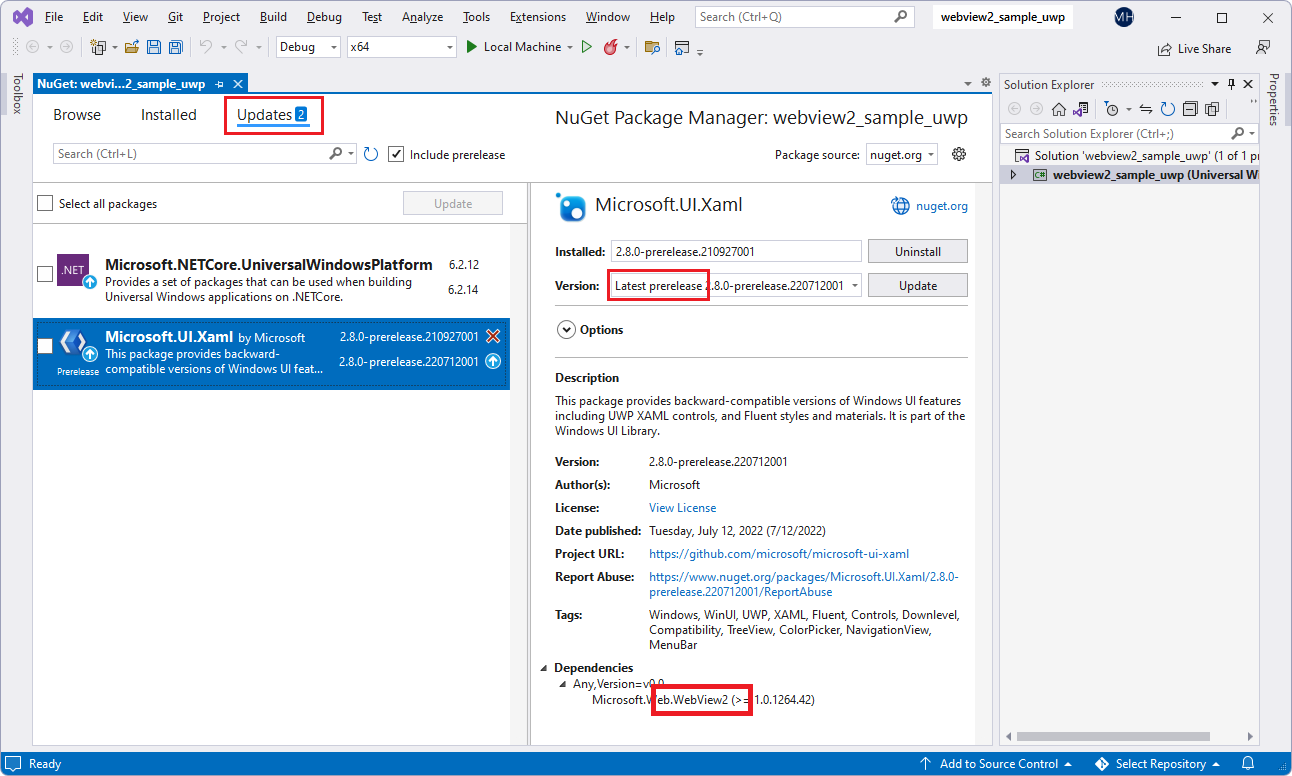 File Edit View Git Project Build Debug Test Analyze Tools Extensions Window Help Search (Ctrl+Q) webview2_sample_uwp MH
Debug x64 Local Machine Live Share
Toolbox
NuGet: webvi...2_sample_uwp
Browse Installed Updates 2
NuGet Package Manager: webview2_sample_uwp
Search (Ctrl+L) Include prerelease
Package source: nuget.org
Select all packages Update
.NET
Microsoft.NETCore.UniversalWindowsPlatform 6.2.12
Provides a set of packages that can be used when building
Universal Windows applications on .NETCore. 6.2.14
Microsoft.UI.Xaml by Microsoft 2.8.0-prerelease.210927001
This package provides backward-
compatible versions of Windows UI feat... 2.8.0-prerelease.220712001
Prerelease
Microsoft.UI.Xaml nuget.org
Installed: 2.8.0-prerelease.210927001 Uninstall
Version: Latest prerelease 2.8.0-prerelease.220712001 Update
Options
Description
This package provides backward-compatible versions of Windows UI features
including UWP XAML controls, and Fluent styles and materials. It is part of the
Windows UI Library.
Version: 2.8.0-prerelease.220712001
Author(s): Microsoft
License: View License
Date published: Tuesday, July 12, 2022 (7/12/2022)
Project URL: https://github.com/microsoft/microsoft-ui-xaml
Report Abuse: https://www.nuget.org/packages/Microsoft.UI.Xaml/2.8.0-
prerelease.220712001/ReportAbuse
Tags: Windows, WinUI, UWP, XAML, Fluent, Controls, Downlevel,
Compatibility, TreeView, ColorPicker, NavigationView,
MenuBar
Dependencies
Any,Version=v0.0
Microsoft.Web.WebView2 (>= 1.0.1264.42)
Solution Explorer
Search Solution Explorer (Ctrl+;)
Solution 'webview2_sample_uwp' (1 of 1 pr
C# webview2_sample_uwp (Universal Wi
Properties
Ready Add to Source Control Select Repository